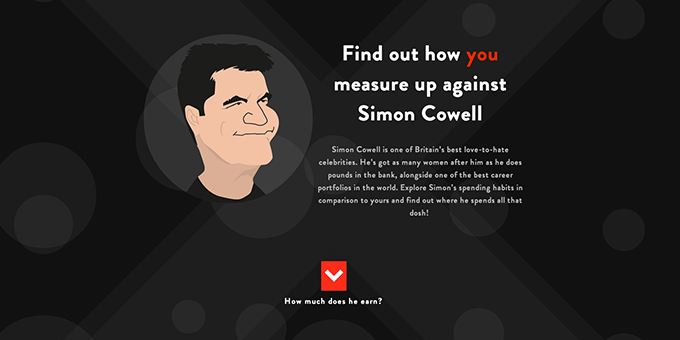 Find out how you
measure up against
Simon Cowell
Simon Cowell is one of Britain's best love-to-hate
celebrities. He's got as many women after him as he does
pounds in the bank, alongside one of the best career
portfolios in the world. Explore Simon's spending habits in
comparison to yours and find out where he spends all that
dosh!
How much does he earn?